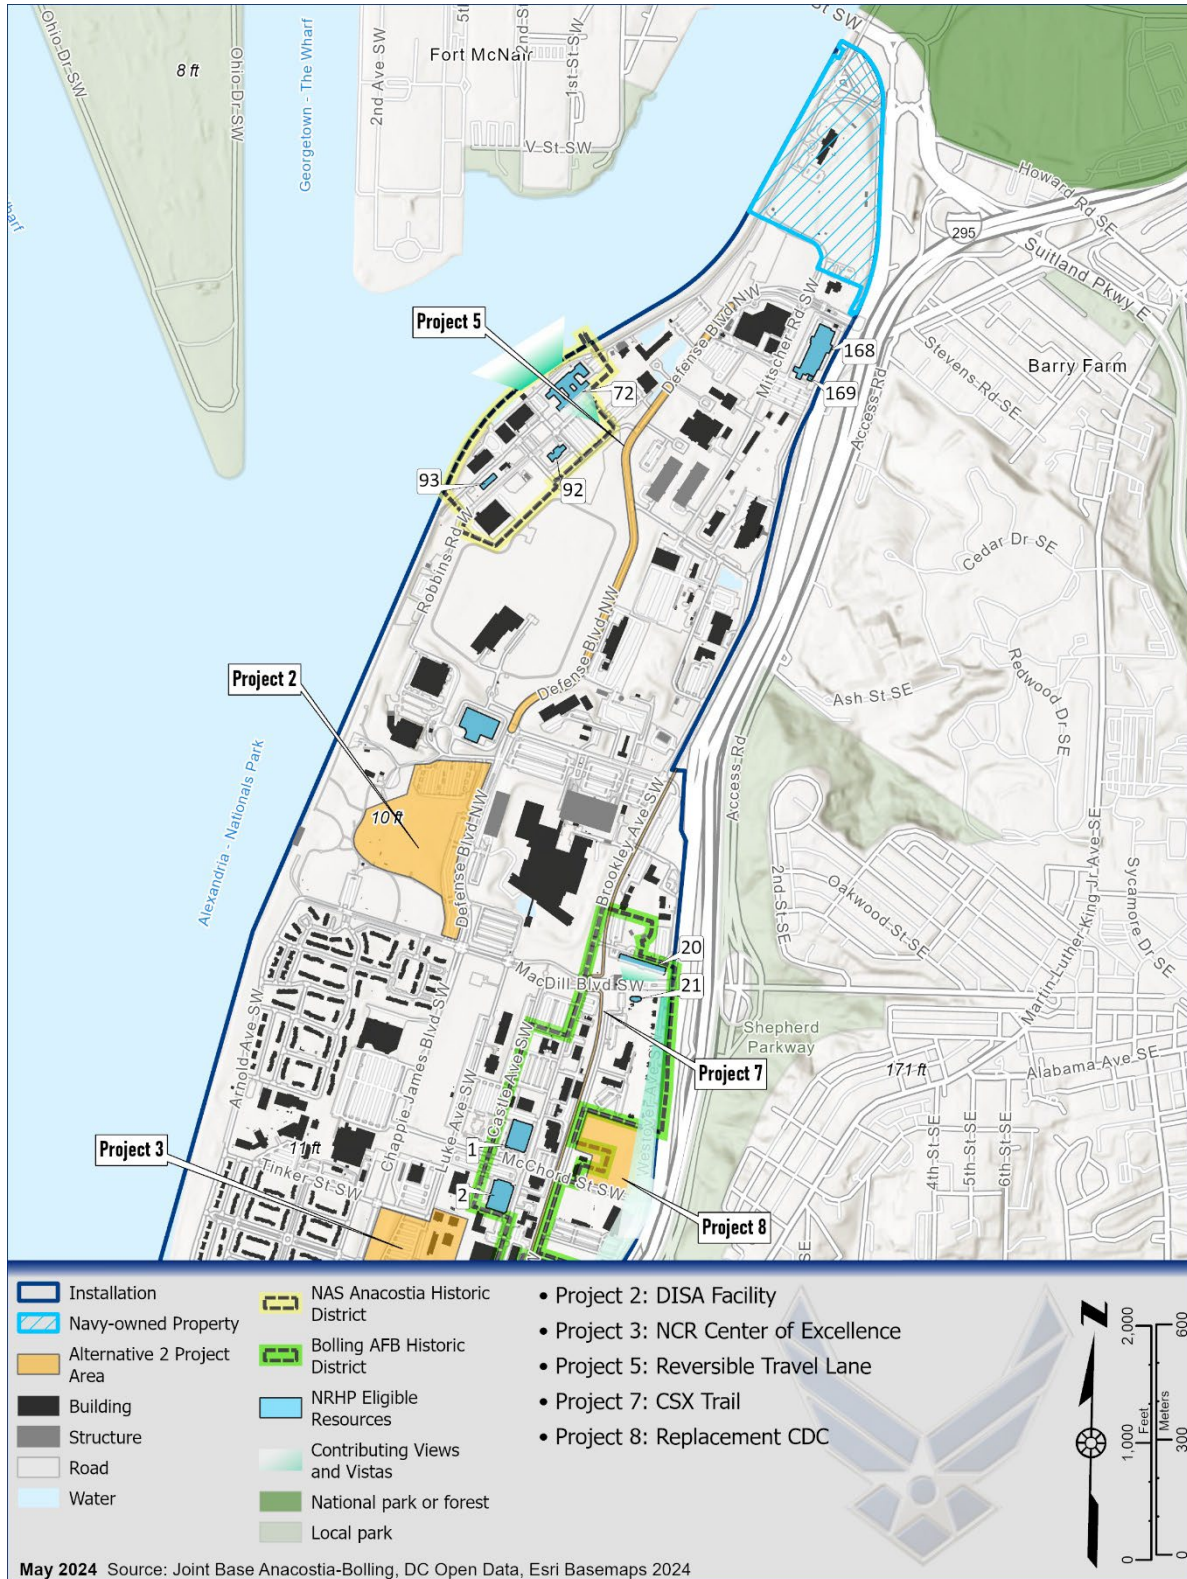 St SW
5th St
2nd St SW
1st St SW
Fort McNair
8 ft
Ohio Dr SW
Ohio Dr SW
2nd Ave SW
Georgetown - The Wharf
V St SW
Howard Rd SE
295
Suitland Pkwy E
Project 5
Defense Blvd NW
Mitscher Rd SW
168
169
Access Rd
Stevens Rd SE
Barry Farm
72
92
93
Robbins Rd W
Cedar Dr SE
Redwood Dr SE
Ash St SE
Defense Blvd NW
Project 2
Alexandria - Nationals Park
10 ft
Defense Blvd NW
Brookley Ave SW
Access Rd
2nd St SE
Oakwood St SE
Martin Luther King Jr Ave SE
Sycamore Dr SE
20
21
MacDill Blvd SW
Shepherd
Parkway
171 ft
Alabama Ave SE
Project 7
Arnold Ave SW
Chappie James Blvd SW
Luke Ave SW
Castle Ave SW
Westover Ave SW
4th St SE
5th St SE
6th St SE
Project 3
11 ft
Tinker St SW
1
McChord St SW
2
Project 8
SE
Installation
Navy-owned Property
Alternative 2 Project
Area
Building
Structure
Road
Water
NAS Anacostia Historic
District
Bolling AFB Historic
District
NRHP Eligible
Resources
Contributing Views
and Vistas
National park or forest
Local park
• Project 2: DISA Facility
• Project 3: NCR Center of Excellence
• Project 5: Reversible Travel Lane
• Project 7: CSX Trail
• Project 8: Replacement CDC
Z
2,000
1,000
0
Feet
Meters
600
300
0
May 2024 Source: Joint Base Anacostia-Bolling, DC Open Data, Esri Basemaps 2024